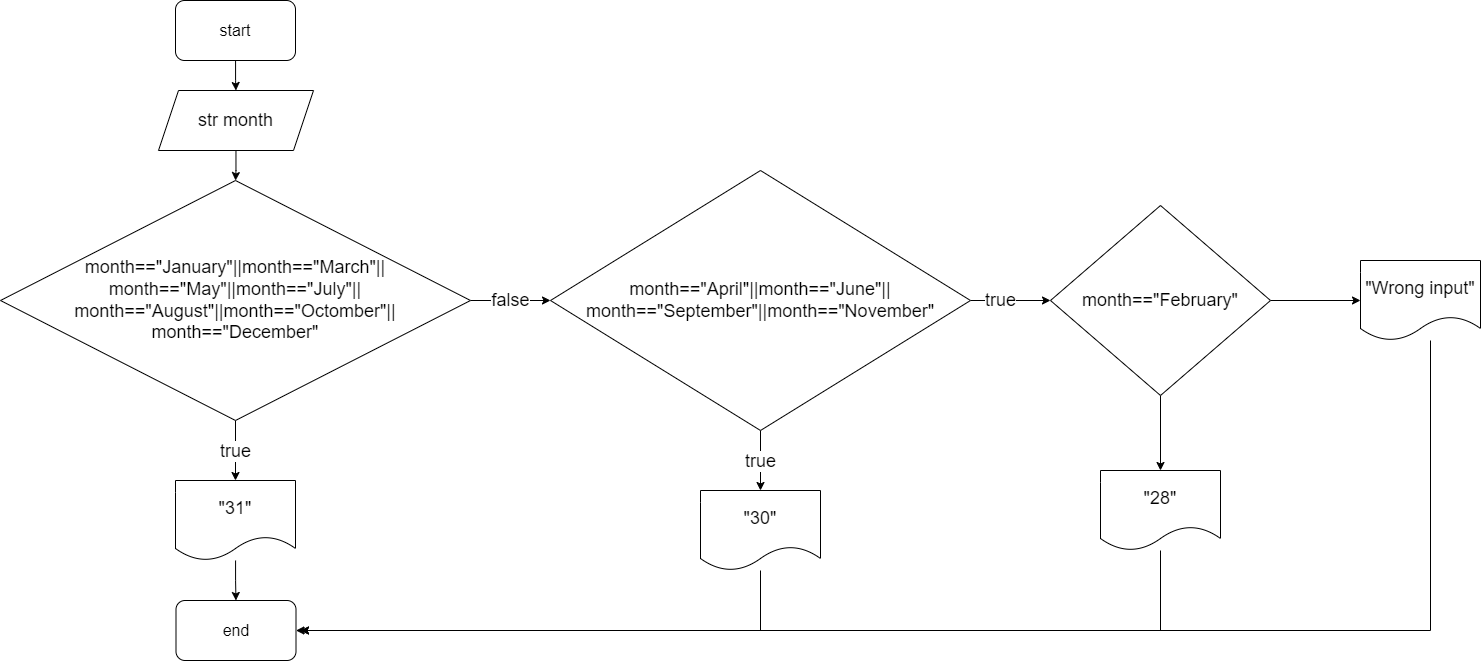 start
str month
month=="January"||month=="March"||
month=="May"||month=="July"||
month=="August"||month=="Octomber"||
month=="December"
false
month=="April"||month=="June"||
month=="September"||month=="November"
true
month=="February"
"Wrong input"
true
"31"
true
"30"
"28"
end